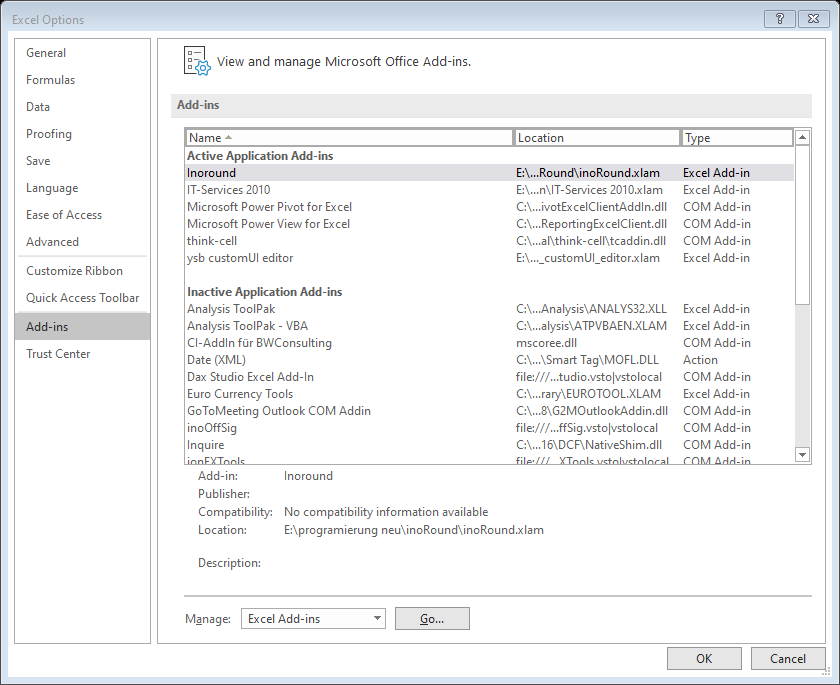 Excel Options
General
Formulas
Data
Proofing
Save
Language
Ease of Access
Advanced
Customize Ribbon
Quick Access Toolbar
Add-ins
Trust Center
View and manage Microsoft Office Add-ins.
Add-ins
Name Location Type
Active Application Add-ins
Inoround E:\...Round\inoRound.xlam Excel Add-in
IT-Services 2010 E:\...n\IT-Services 2010.xlam Excel Add-in
Microsoft Power Pivot for Excel C:\...ivotExcelClientAddIn.dll COM Add-in
Microsoft Power View for Excel C:\...ReportingExcelClient.dll COM Add-in
think-cell C:\...al\think-cell\tcaddin.dll COM Add-in
ysb customUI editor E:\..._customUI_editor.xlam Excel Add-in
Inactive Application Add-ins
Analysis ToolPak C:\...Analysis\ANALYS32.XLL Excel Add-in
Analysis ToolPak - VBA C:\...alysis\ATPVBAEN.XLAM Excel Add-in
CI-AddIn für BWConsulting mscoree.dll COM Add-in
Date (XML) C:\...\Smart Tag\MOFL.DLL Action
Dax Studio Excel Add-In file:///...tudio.vsto|vstolocal COM Add-in
Euro Currency Tools C:\...rary\EUROTOOL.XLAM Excel Add-in
GoToMeeting Outlook COM Addin C:\...8\G2MOutlookAddin.dll COM Add-in
inoOffSig file:///...ffSig.vsto|vstolocal COM Add-in
Inquire C:\...16\DCF\NativeShim.dll COM Add-in
ionEXTools file:///...XTools.vsto|vstolocal COM Add-in
Add-in: Inoround
Publisher:
Compatibility: No compatibility information available
Location: E:\programierung neu\inoRound\inoRound.xlam
Description:
Manage: Excel Add-ins Go...
OK Cancel